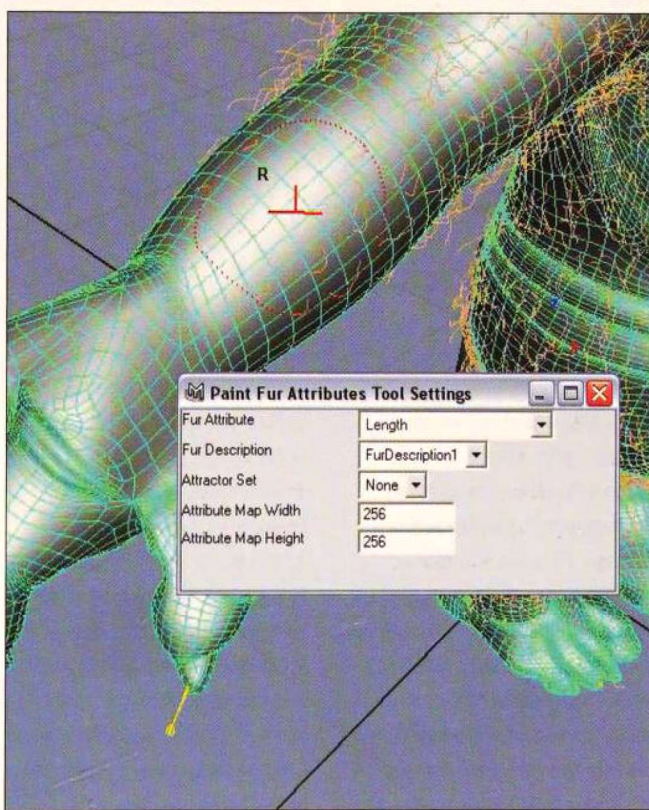 R
Paint Fur Attributes Tool Settings
Fur Attribute Length
Fur Description FurDescription1
Attractor Set None
Attribute Map Width 256
Attribute Map Height 256